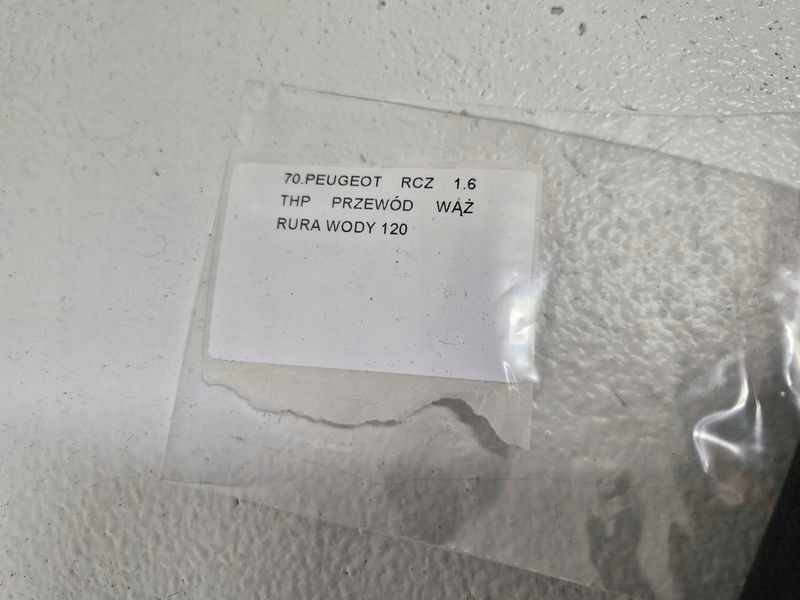 70.PEUGEOT RCZ 1.6
THP PRZEWÓD WĄŻ
RURA WODY 120